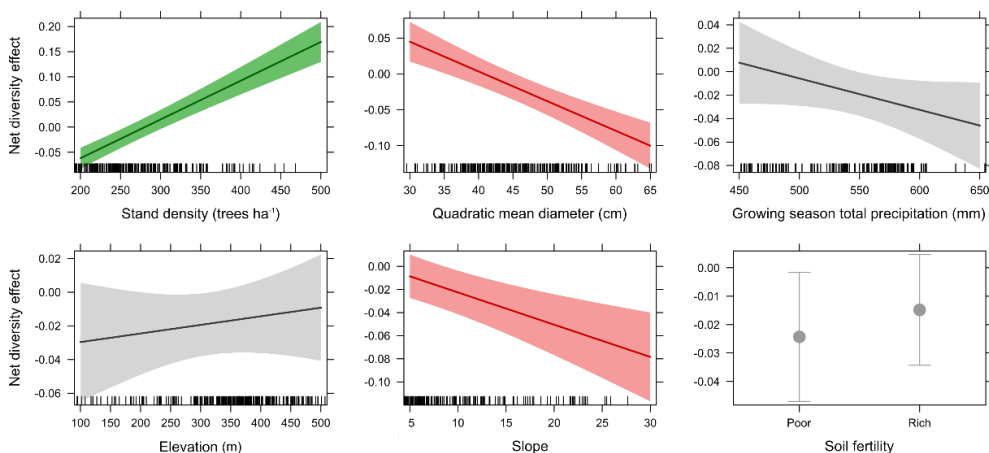 Net diversity effect
0.20
0.15
0.10
0.05
0.00
-0.05
200 250 300 350 400 450 500
Stand density (trees ha⁻¹)
0.05
0.00
-0.05
-0.10
30 35 40 45 50 55 60 65
Quadratic mean diameter (cm)
0.04
0.02
0.00
-0.02
-0.04
-0.06
-0.08
450 500 550 600 650
Growing season total precipitation (mm)
Net diversity effect
0.02
0.00
-0.02
-0.04
-0.06
100 150 200 250 300 350 400 450 500
Elevation (m)
0.00
-0.02
-0.04
-0.06
-0.08
-0.10
5 10 15 20 25 30
Slope
0.00
-0.01
-0.02
-0.03
-0.04
Poor Rich
Soil fertility